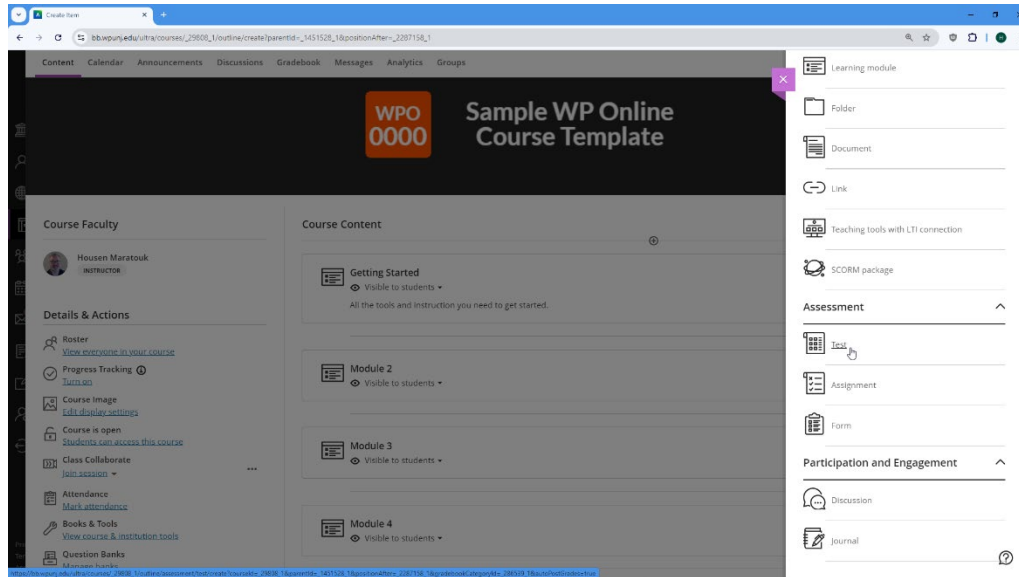 Create Item
bb.wpunj.edu/ultra/courses/_29808_1/outline/create?parentId=_1451528_1&positionAfter=_2287158_1
Content Calendar Announcements Discussions Gradebook Messages Analytics Groups
WPO
0000
Sample WP Online
Course Template
Course Faculty
Housen Maratouk
INSTRUCTOR
Details & Actions
Roster
View everyone in your course
Progress Tracking
Turn on
Course Image
Edit display settings
Course is open
Students can access this course
Class Collaborate
Join session
Attendance
Mark attendance
Books & Tools
View course & institution tools
Question Banks
Manage banks
Course Content
Getting Started
Visible to students
All the tools and instruction you need to get started.
Module 2
Visible to students
Module 3
Visible to students
Module 4
Visible to students
Learning module
Folder
Document
Link
Teaching tools with LTI connection
SCORM package
Assessment
Test
Assignment
Form
Participation and Engagement
Discussion
Journal